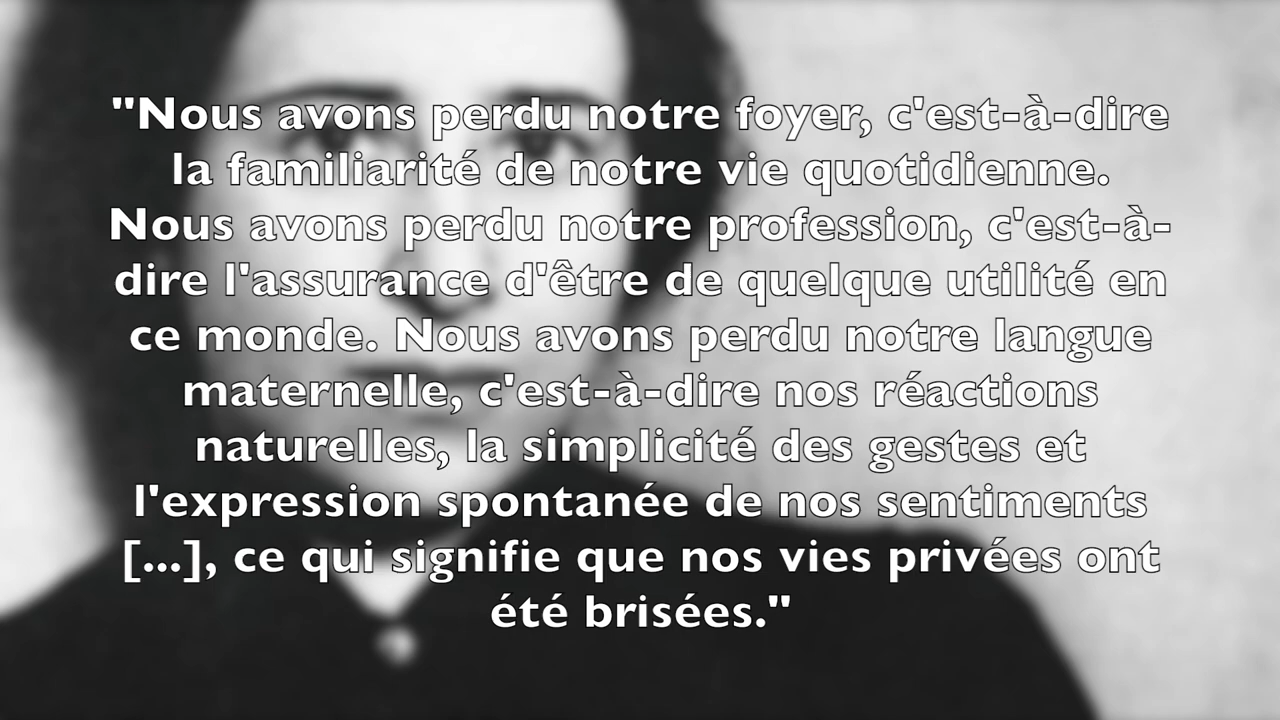 "Nous avons perdu notre foyer, c'est-à-dire
la familiarité de notre vie quotidienne.
Nous avons perdu notre profession, c'est-à-
dire l'assurance d'être de quelque utilité en
ce monde. Nous avons perdu notre langue
maternelle, c'est-à-dire nos réactions
naturelles, la simplicité des gestes et
l'expression spontanée de nos sentiments
[...], ce qui signifie que nos vies privées ont
été brisées."